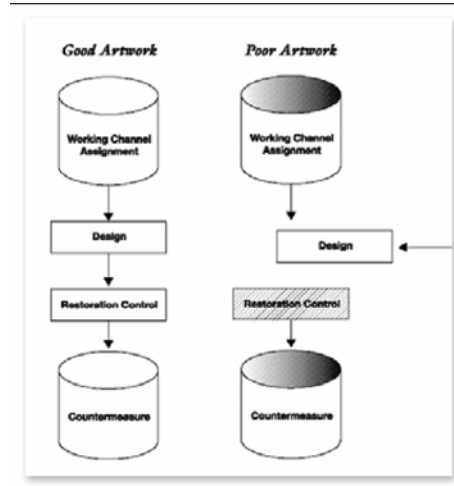 Good Artwork
Poor Artwork
Working Channel
Assignment
Working Channel
Assignment
Design
Design
Restoration Control
Restoration Control
Countermeasure
Countermeasure